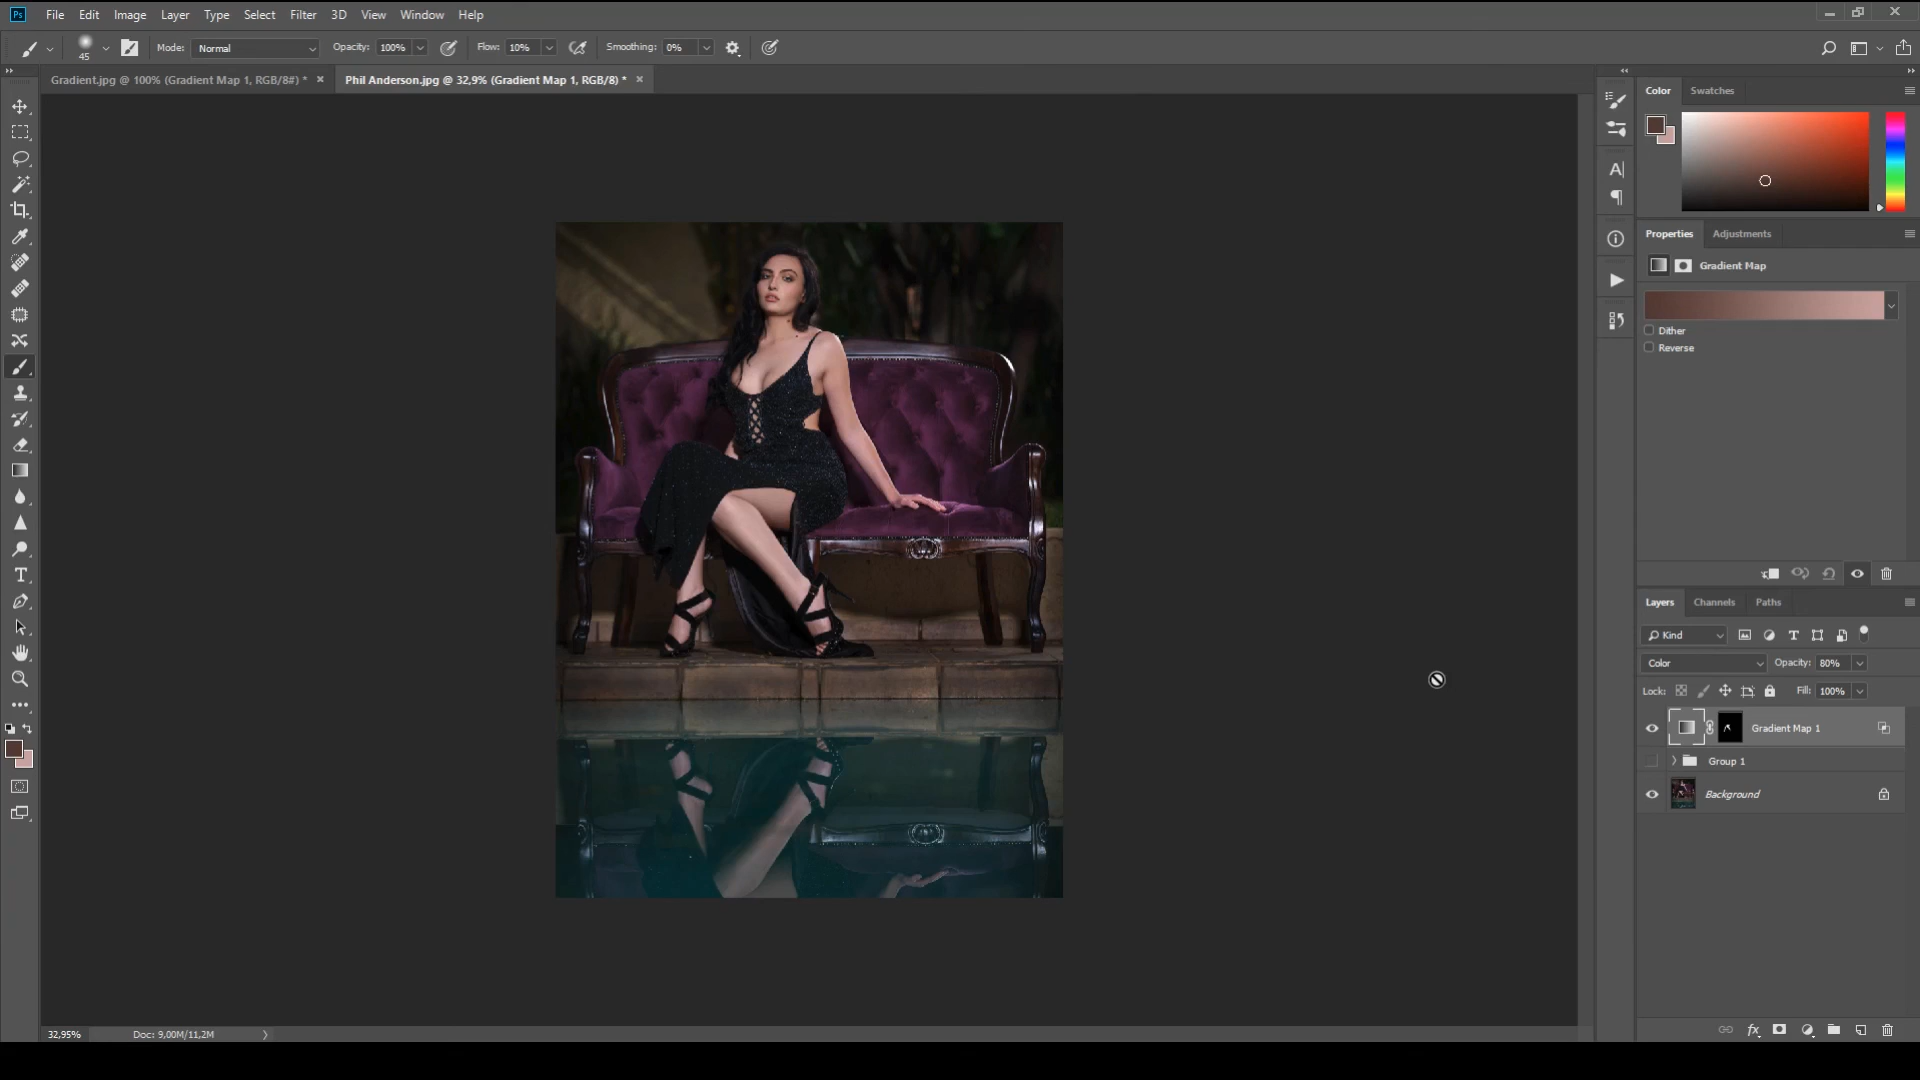 Ps File Edit Image Layer Type Select Filter 3D View Window Help
45 Mode: Normal Opacity: 100% Flow: 10% Smoothing: 0%
Gradient.jpg @ 100% (Gradient Map 1, RGB/8#) * Phil Anderson.jpg @ 32,9% (Gradient Map 1, RGB/8) *
Color Swatches
Properties Adjustments
Gradient Map
Dither
Reverse
Layers Channels Paths
Kind
Color Opacity: 80%
Lock: Fill: 100%
Gradient Map 1
Group 1
Background
32,95% Doc: 9,00M/11,2M